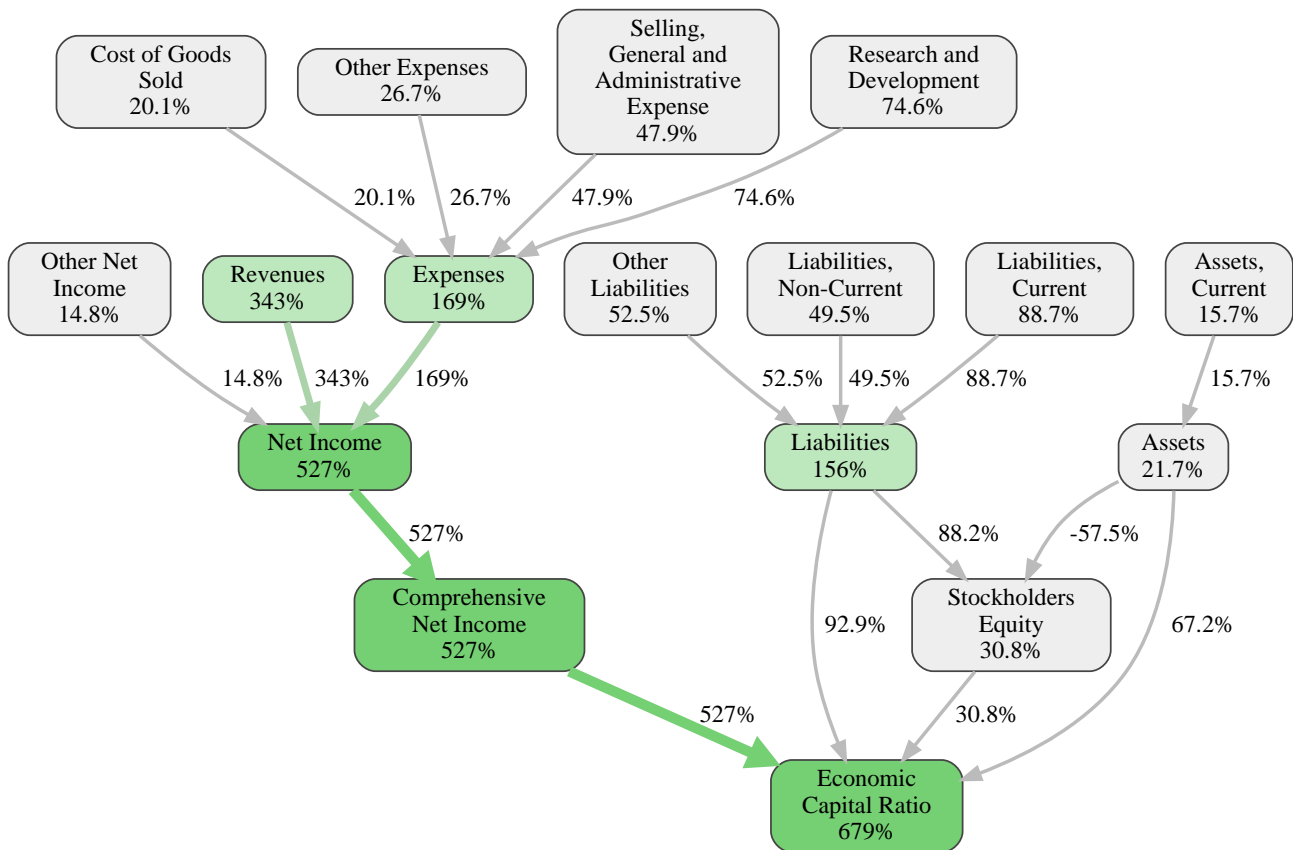 Cost of Goods
Sold
20.1%
Other Expenses
26.7%
Selling,
General and
Administrative
Expense
47.9%
Research and
Development
74.6%
20.1%
26.7%
47.9%
74.6%
Other Net
Income
14.8%
Revenues
343%
Expenses
169%
Other
Liabilities
52.5%
Liabilities,
Non-Current
49.5%
Liabilities,
Current
88.7%
Assets,
Current
15.7%
14.8%
343%
169%
52.5%
49.5%
88.7%
15.7%
Net Income
527%
Liabilities
156%
Assets
21.7%
527%
88.2%
-57.5%
Comprehensive
Net Income
527%
92.9%
Stockholders
Equity
30.8%
67.2%
527%
30.8%
Economic
Capital Ratio
679%